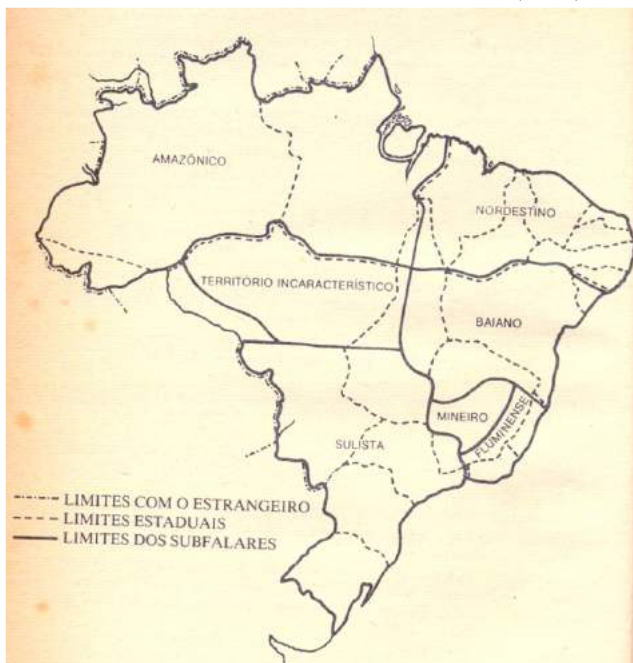 AMAZÔNICO
NORDESTINO
TERRITÓRIO INCARACTERÍSTICO
BAIANO
MINEIRO
FLUMINENSE
SULISTA
LIMITES COM O ESTRANGEIRO
LIMITES ESTADUAIS
LIMITES DOS SUBFALARES